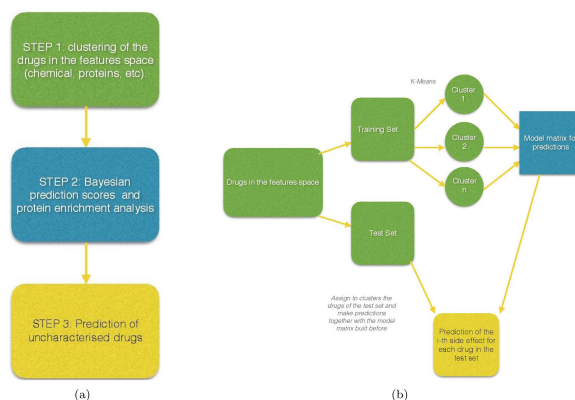 STEP 1: clustering of the
drugs in the features space
(chemical, proteins, etc).
STEP 2: Bayesian
prediction scores and
protein enrichment analysis
STEP 3: Prediction of
uncharacterised drugs
(a)
K-Means
Cluster
1
Training Set
Cluster
2
Model matrix for
predictions
Cluster
n
Drugs in the features space
Test Set
Assign to clusters the
drugs of the test set and
make predictions
together with the model
matrix built before
Prediction of the
i-th side effect for
each drug in the
test set
(b)